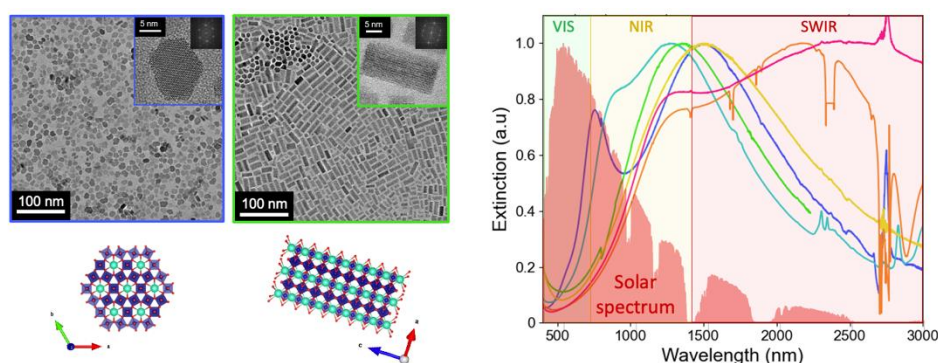 5 nm
100 nm
5 nm
100 nm
b
a
a
c
VIS
NIR
SWIR
Solar
spectrum
Extinction (a.u)
1.0
0.8
0.6
0.4
0.2
0
500
1000
1500
2000
2500
3000
Wavelength (nm)